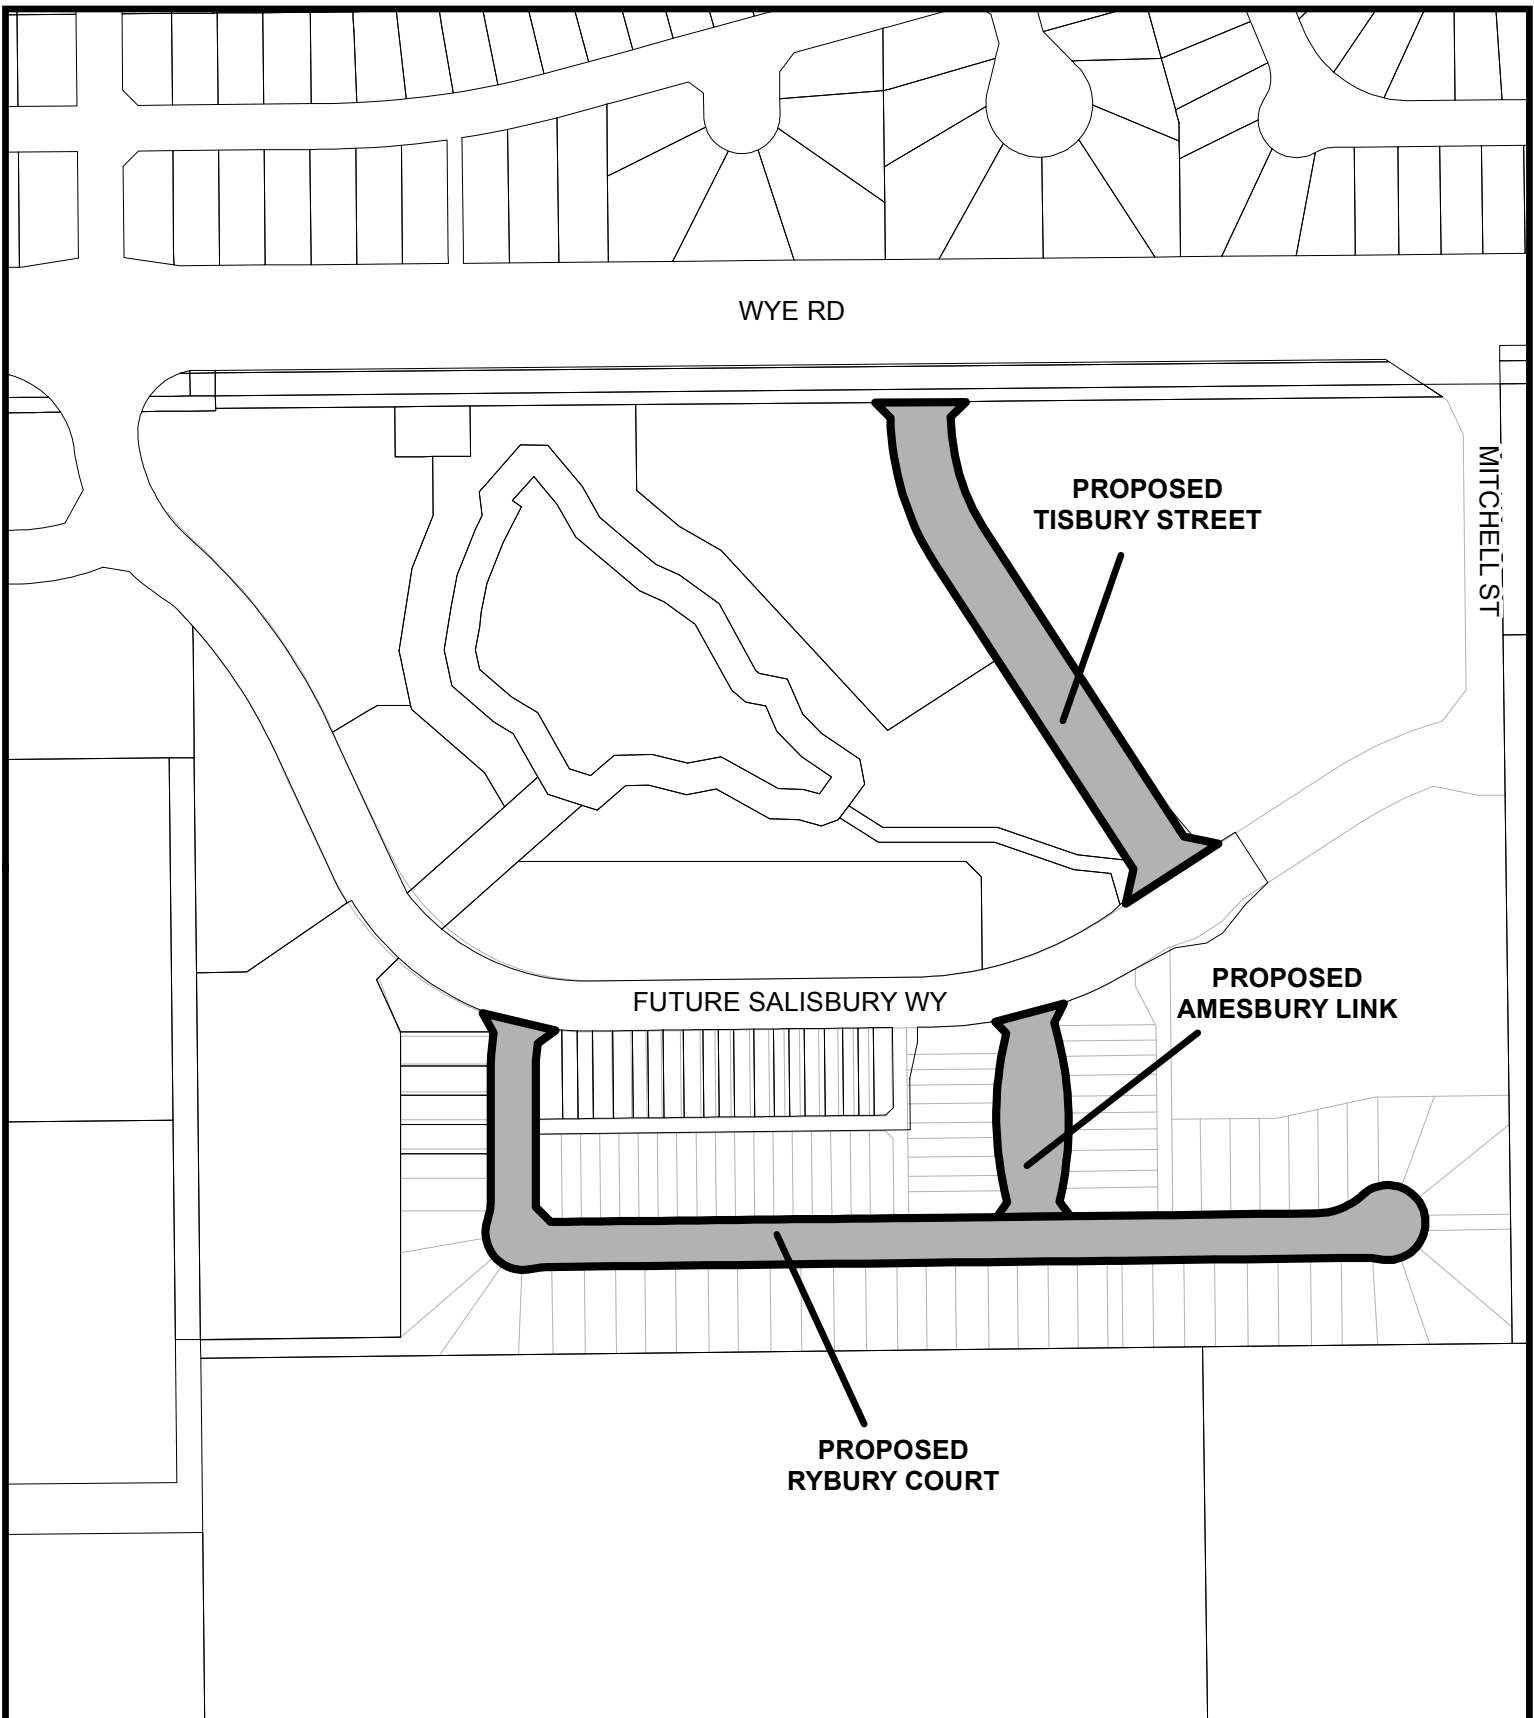 WYE RD
PROPOSED
TISBURY STREET
MITCHELL ST
PROPOSED
AMESBURY LINK
FUTURE SALISBURY WY
PROPOSED
RYBURY COURT